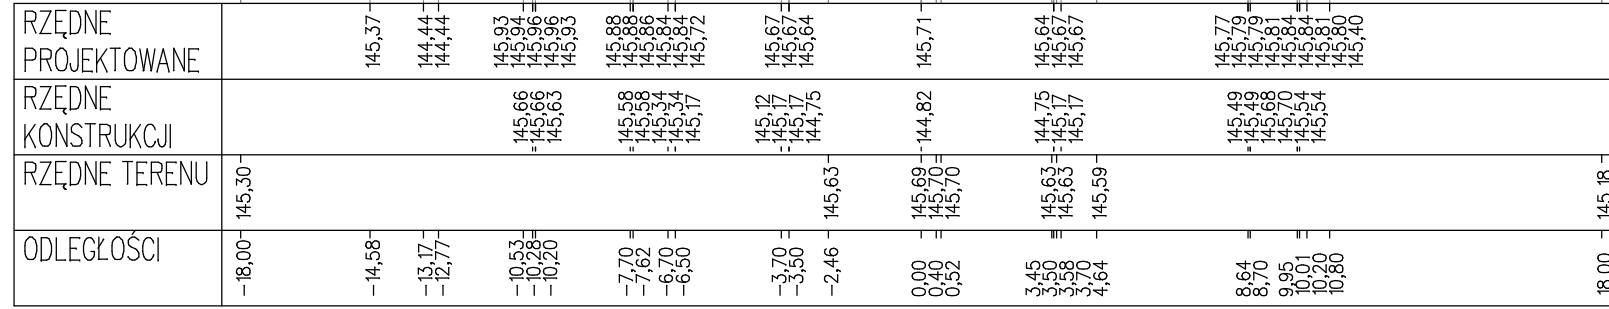 RZĘDNE
PROJEKTOWANE
145,37 144,44 144,44 145,93 145,94 145,96 145,96 145,93 145,88 145,88 145,86 145,84 145,84 145,72 145,67 145,67 145,64 145,71 145,64 145,67 145,67 145,77 145,79 145,79 145,81 145,84 145,84 145,81 145,80 145,40
RZĘDNE
KONSTRUKCJI
145,66 145,66 145,63 145,58 145,58 145,34 145,34 145,17 145,12 145,17 145,17 144,75 144,82 144,75 145,17 145,17 145,49 145,49 145,68 145,70 145,54 145,54
RZĘDNE TERENU
145,30 145,63 145,69 145,70 145,70 145,63 145,63 145,59 145,18
ODLEGŁOŚCI
-18,00 -14,58 -13,17 -12,77 -10,53 -10,28 -10,20 -7,70 -7,62 -6,70 -6,50 -3,70 -3,50 -2,46 0,00 0,40 0,52 3,45 3,50 3,58 3,70 4,64 8,64 8,70 9,95 10,01 10,20 10,80 18,00